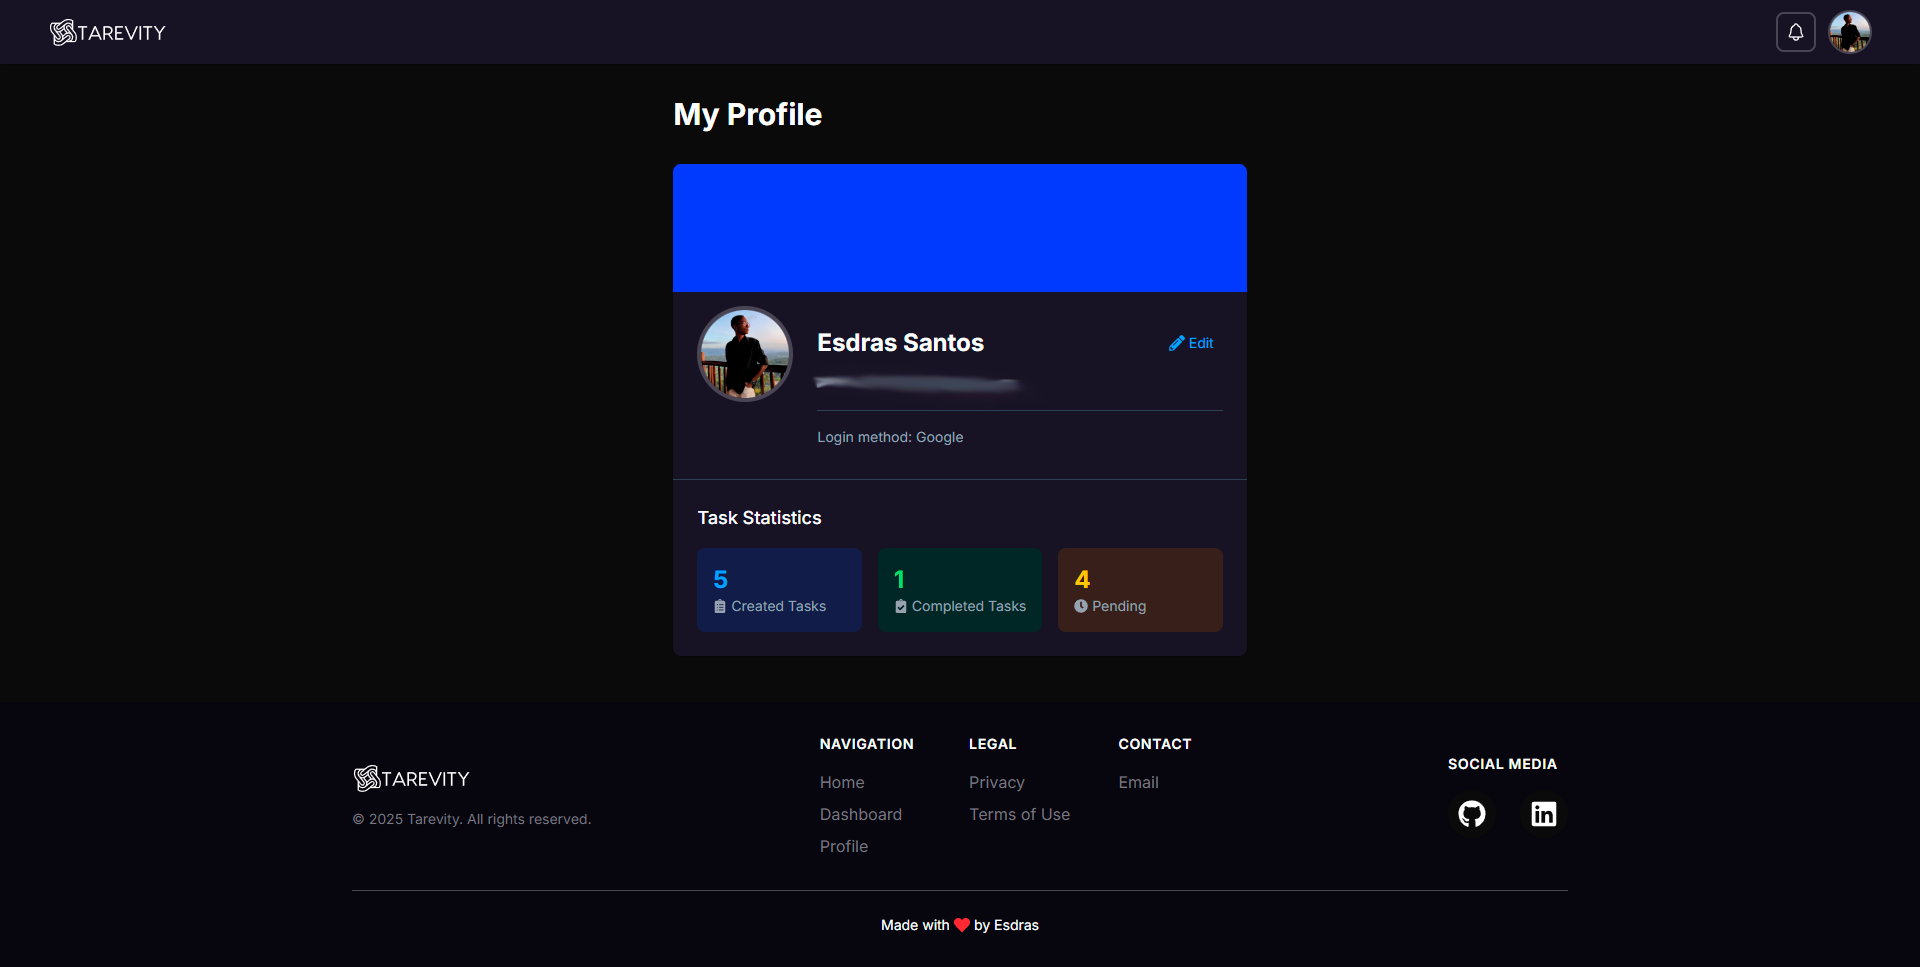 TAREVITY
My Profile
Esdras Santos
Edit
Login method: Google
Task Statistics
5
Created Tasks
1
Completed Tasks
4
Pending
TAREVITY
© 2025 Tarevity. All rights reserved.
NAVIGATION
Home
Dashboard
Profile
LEGAL
Privacy
Terms of Use
CONTACT
Email
SOCIAL MEDIA
in
Made with ❤ by Esdras